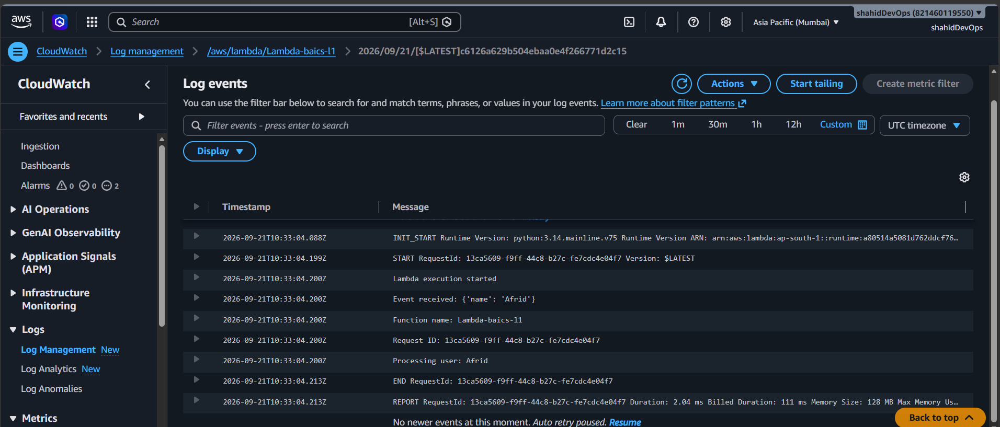 aws
Search [Alt+S]
Asia Pacific (Mumbai)
shahidDevOps (821460119550)
shahidDevOps
CloudWatch
Log management
/aws/lambda/Lambda-baics-l1
2026/09/21/[$LATEST]c6126a629b504ebaa0e4f266771d2c15
CloudWatch
Favorites and recents
Ingestion
Dashboards
Alarms 0 0 2
AI Operations
GenAI Observability
Application Signals
(APM)
Infrastructure
Monitoring
Logs
Log Management New
Log Analytics New
Log Anomalies
Metrics
Log events
Actions
Start tailing
Create metric filter
You can use the filter bar below to search for and match terms, phrases, or values in your log events. Learn more about filter patterns
Filter events - press enter to search
Clear 1m 30m 1h 12h Custom
UTC timezone
Display
Timestamp Message
2026-09-21T10:33:04.088Z INIT_START Runtime Version: python:3.14.mainline.v75 Runtime Version ARN: arn:aws:lambda:ap-south-1::runtime:a80514a5081d762ddcf76…
2026-09-21T10:33:04.199Z START RequestId: 13ca5609-f9ff-44c8-b27c-fe7cdc4e04f7 Version: $LATEST
2026-09-21T10:33:04.200Z Lambda execution started
2026-09-21T10:33:04.200Z Event received: {'name': 'Afrid'}
2026-09-21T10:33:04.200Z Function name: Lambda-baics-l1
2026-09-21T10:33:04.200Z Request ID: 13ca5609-f9ff-44c8-b27c-fe7cdc4e04f7
2026-09-21T10:33:04.200Z Processing user: Afrid
2026-09-21T10:33:04.213Z END RequestId: 13ca5609-f9ff-44c8-b27c-fe7cdc4e04f7
2026-09-21T10:33:04.213Z REPORT RequestId: 13ca5609-f9ff-44c8-b27c-fe7cdc4e04f7 Duration: 2.04 ms Billed Duration: 111 ms Memory Size: 128 MB Max Memory Us…
No newer events at this moment. Auto retry paused. Resume
Back to top